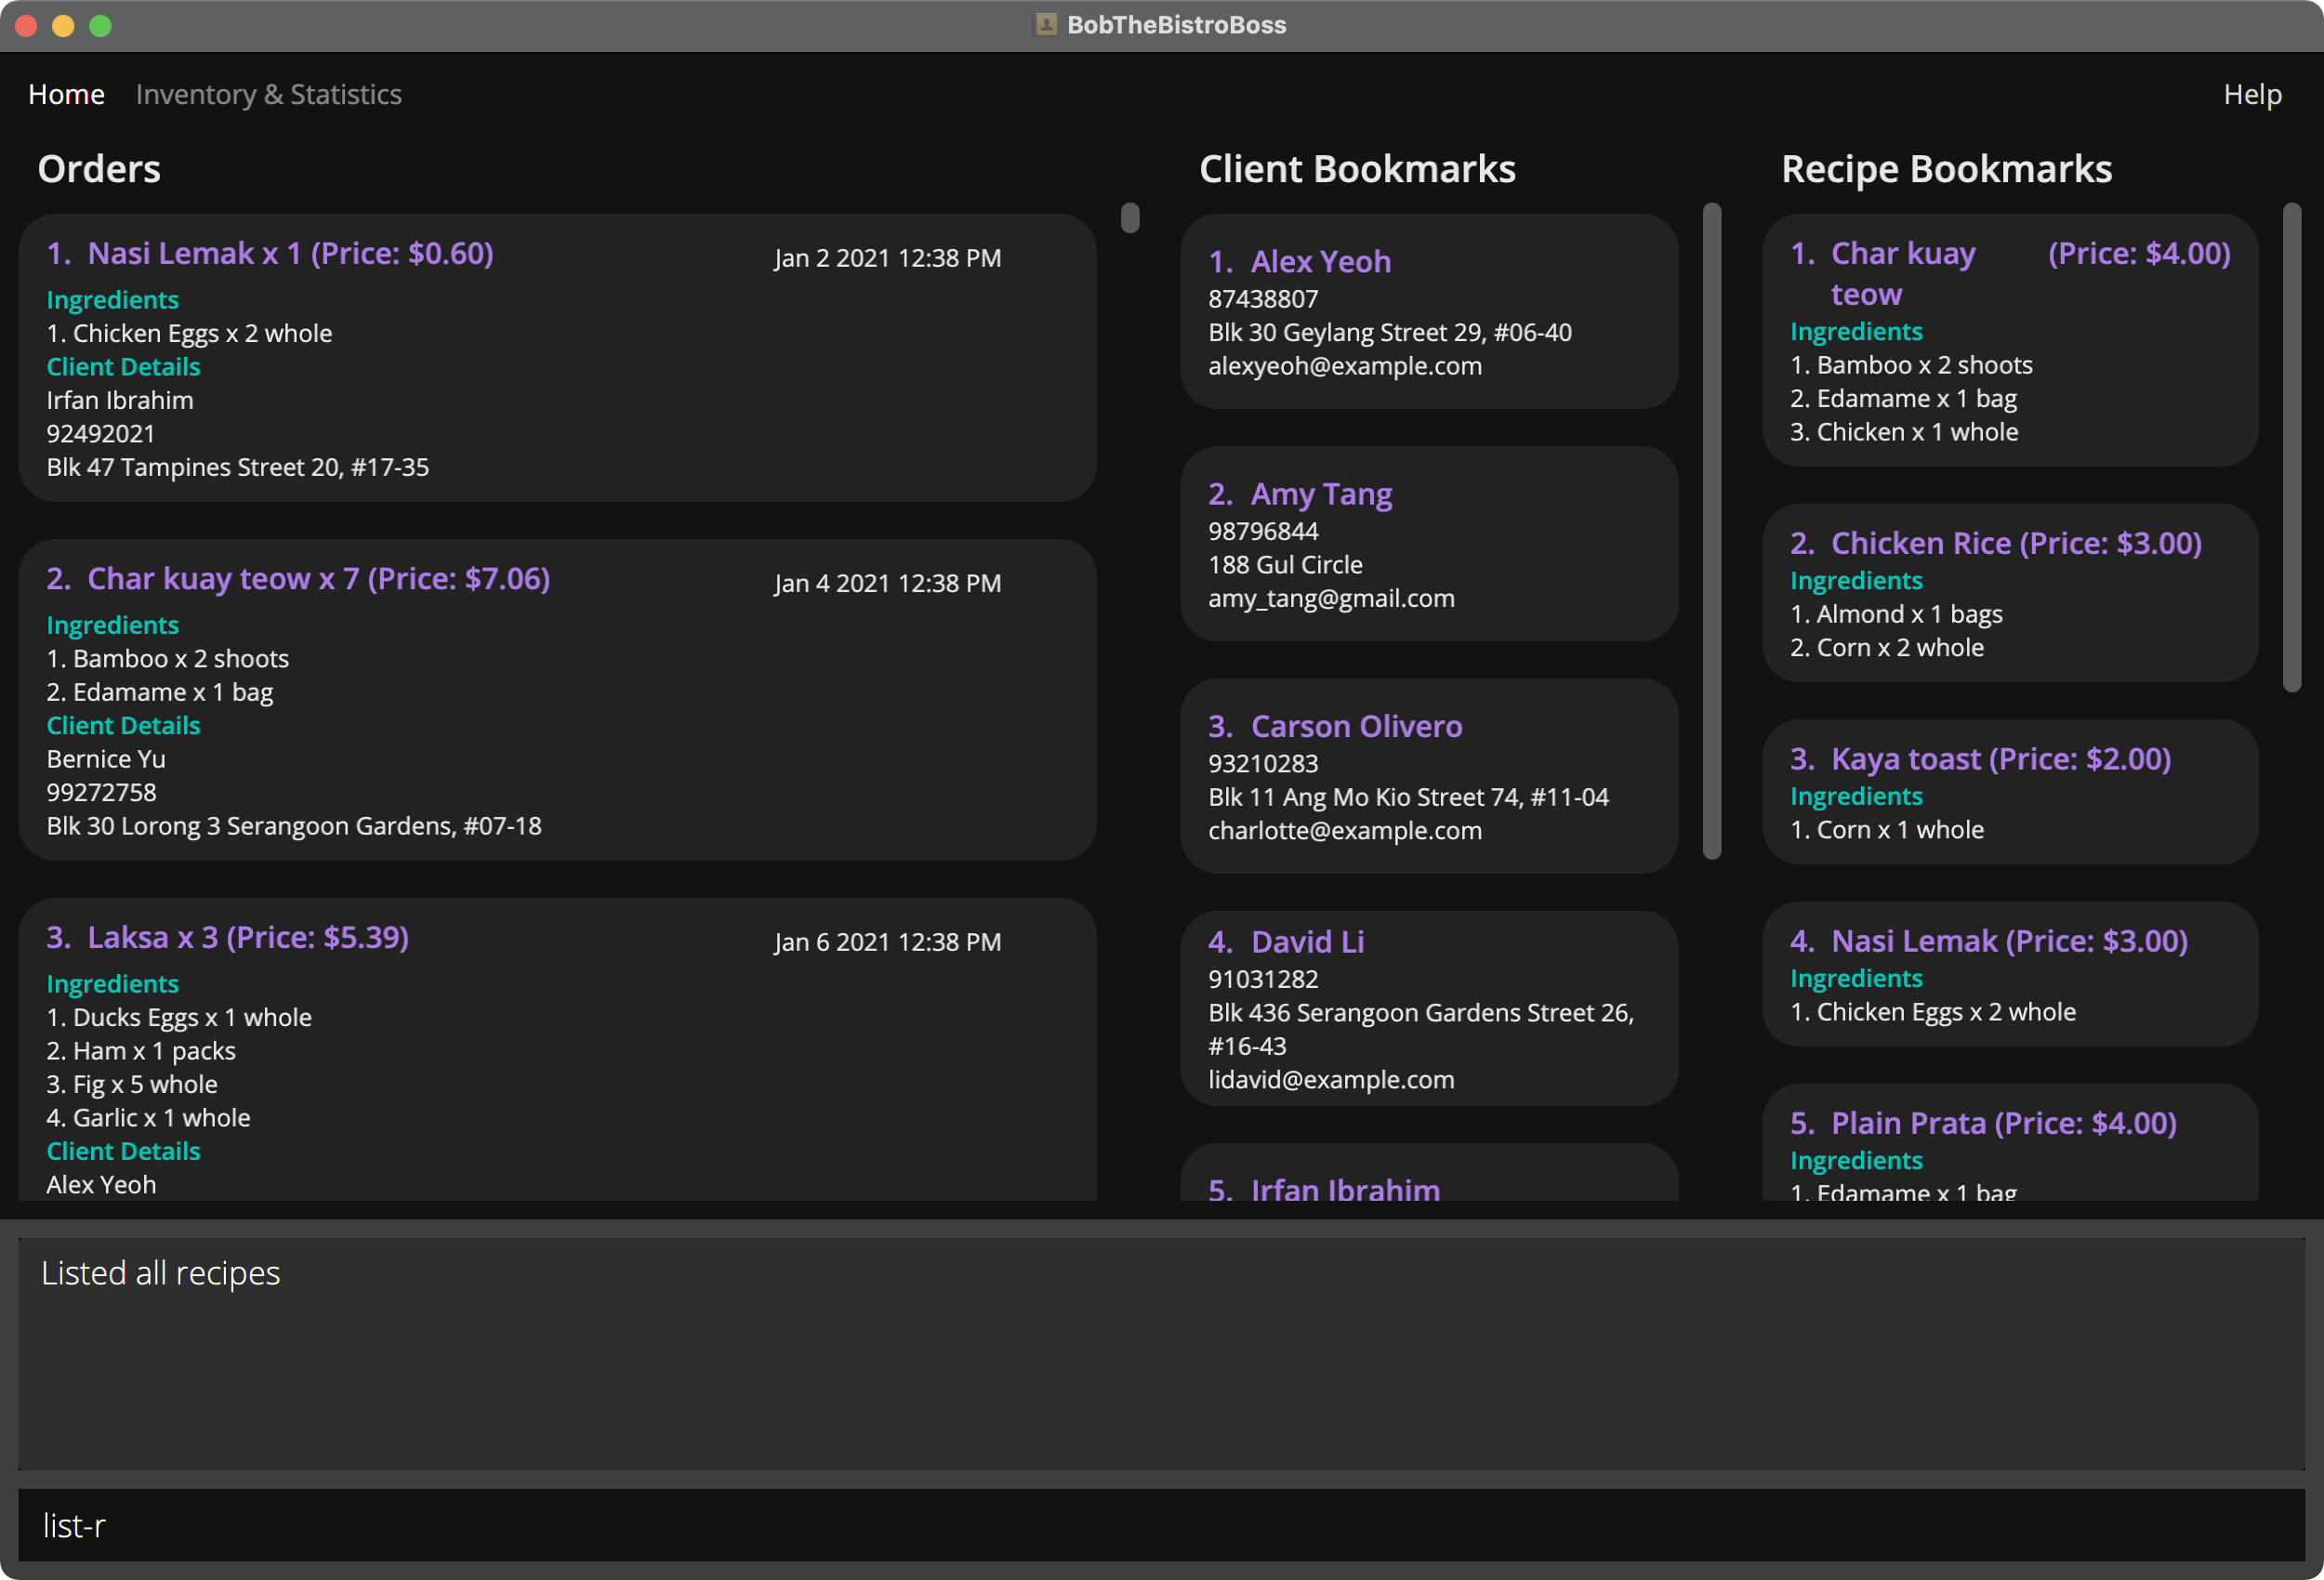 BobTheBistroBoss
Home Inventory & Statistics Help
Orders
1. Nasi Lemak x 1 (Price: $0.60) Jan 2 2021 12:38 PM
Ingredients
1. Chicken Eggs x 2 whole
Client Details
Irfan Ibrahim
92492021
Blk 47 Tampines Street 20, #17-35
2. Char kuay teow x 7 (Price: $7.06) Jan 4 2021 12:38 PM
Ingredients
1. Bamboo x 2 shoots
2. Edamame x 1 bag
Client Details
Bernice Yu
99272758
Blk 30 Lorong 3 Serangoon Gardens, #07-18
3. Laksa x 3 (Price: $5.39) Jan 6 2021 12:38 PM
Ingredients
1. Ducks Eggs x 1 whole
2. Ham x 1 packs
3. Fig x 5 whole
4. Garlic x 1 whole
Client Details
Alex Yeoh
Client Bookmarks
1. Alex Yeoh
87438807
Blk 30 Geylang Street 29, #06-40
alexyeoh@example.com
2. Amy Tang
98796844
188 Gul Circle
amy_tang@gmail.com
3. Carson Olivero
93210283
Blk 11 Ang Mo Kio Street 74, #11-04
charlotte@example.com
4. David Li
91031282
Blk 436 Serangoon Gardens Street 26,
#16-43
lidavid@example.com
5. Irfan Ibrahim
Recipe Bookmarks
1. Char kuay (Price: $4.00)
teow
Ingredients
1. Bamboo x 2 shoots
2. Edamame x 1 bag
3. Chicken x 1 whole
2. Chicken Rice (Price: $3.00)
Ingredients
1. Almond x 1 bags
2. Corn x 2 whole
3. Kaya toast (Price: $2.00)
Ingredients
1. Corn x 1 whole
4. Nasi Lemak (Price: $3.00)
Ingredients
1. Chicken Eggs x 2 whole
5. Plain Prata (Price: $4.00)
Ingredients
1. Edamame x 1 bag
Listed all recipes
list-r